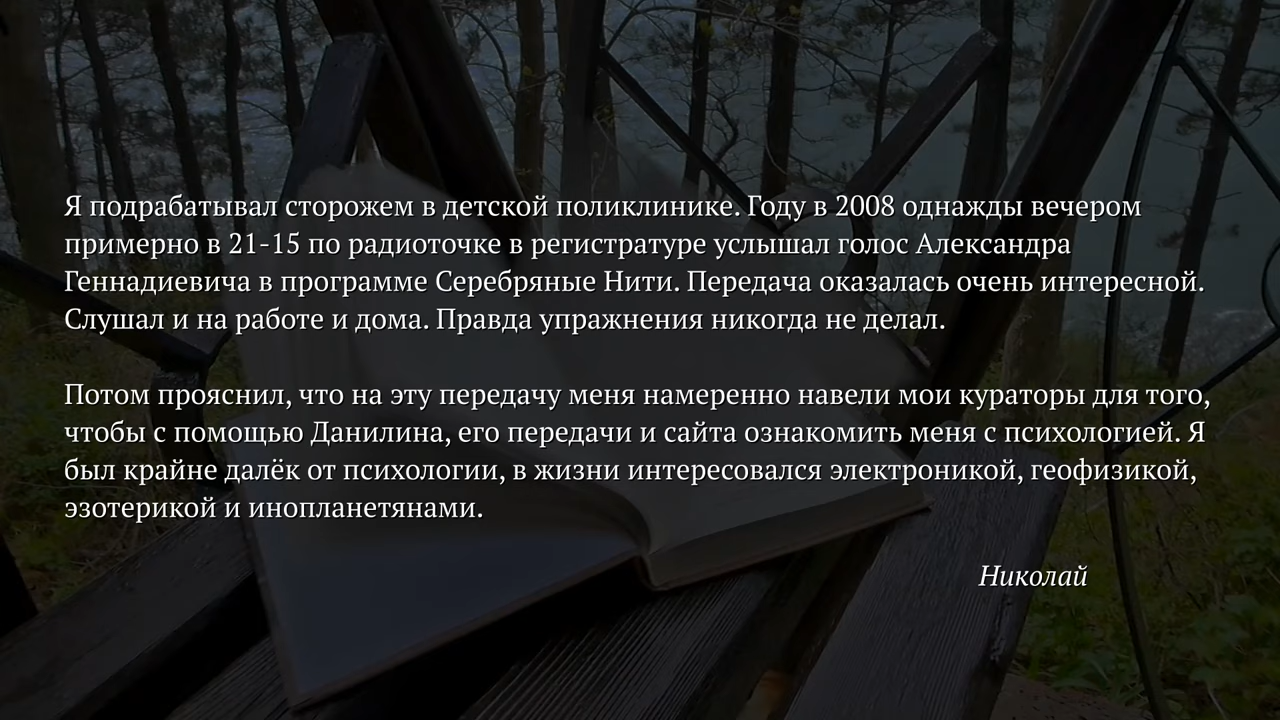 Я подрабатывал сторожем в детской поликлинике. Году в 2008 однажды вечером
примерно в 21-15 по радиоточке в регистратуре услышал голос Александра
Геннадиевича в программе Серебряные Нити. Передача оказалась очень интересной.
Слушал и на работе и дома. Правда упражнения никогда не делал.
Потом прояснил, что на эту передачу меня намеренно навели мои кураторы для того,
чтобы с помощью Данилина, его передачи и сайта ознакомить меня с психологией. Я
был крайне далёк от психологии, в жизни интересовался электроникой, геофизикой,
эзотерикой и инопланетянами.
Николай